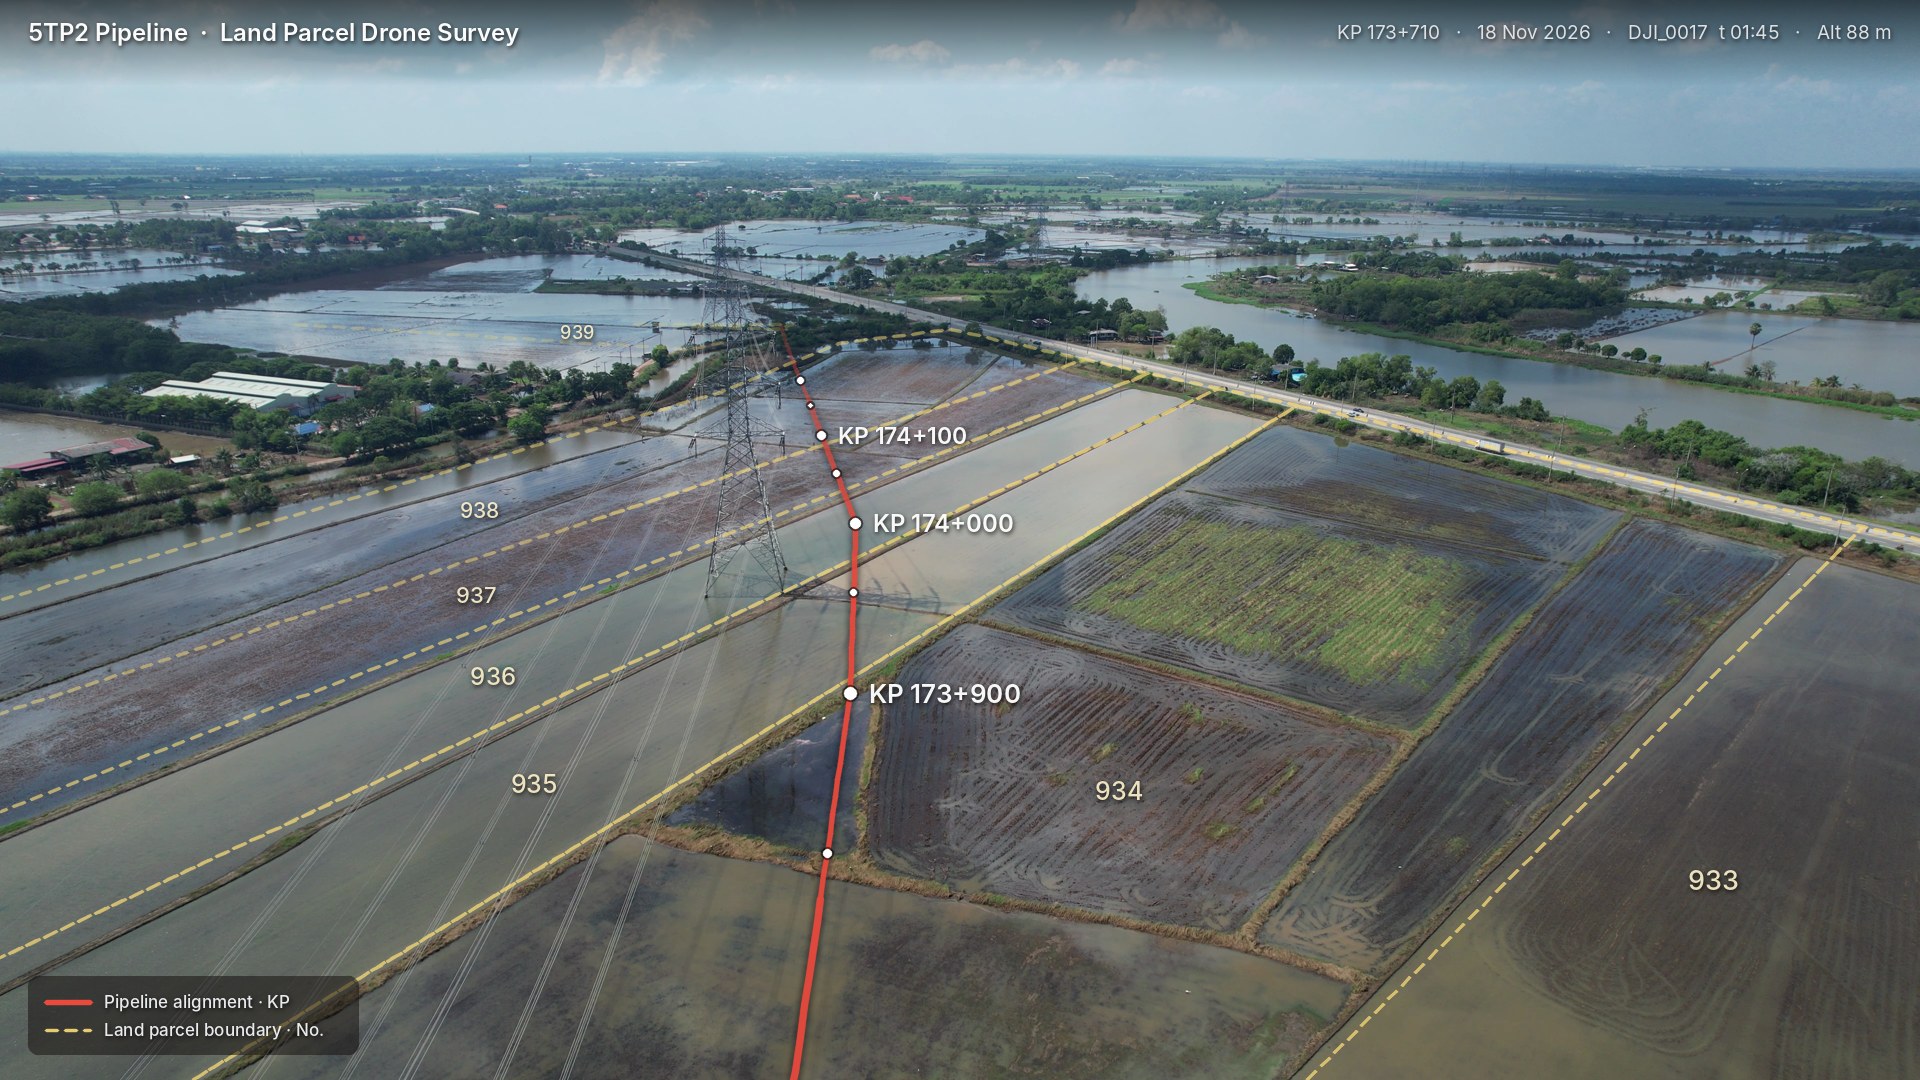 5TP2 Pipeline · Land Parcel Drone Survey
KP 173+710 · 18 Nov 2026 · DJI_0017 t 01:45 · Alt 88 m
939
KP 174+100
938
KP 174+000
937
936
KP 173+900
935
934
933
Pipeline alignment · KP
Land parcel boundary · No.